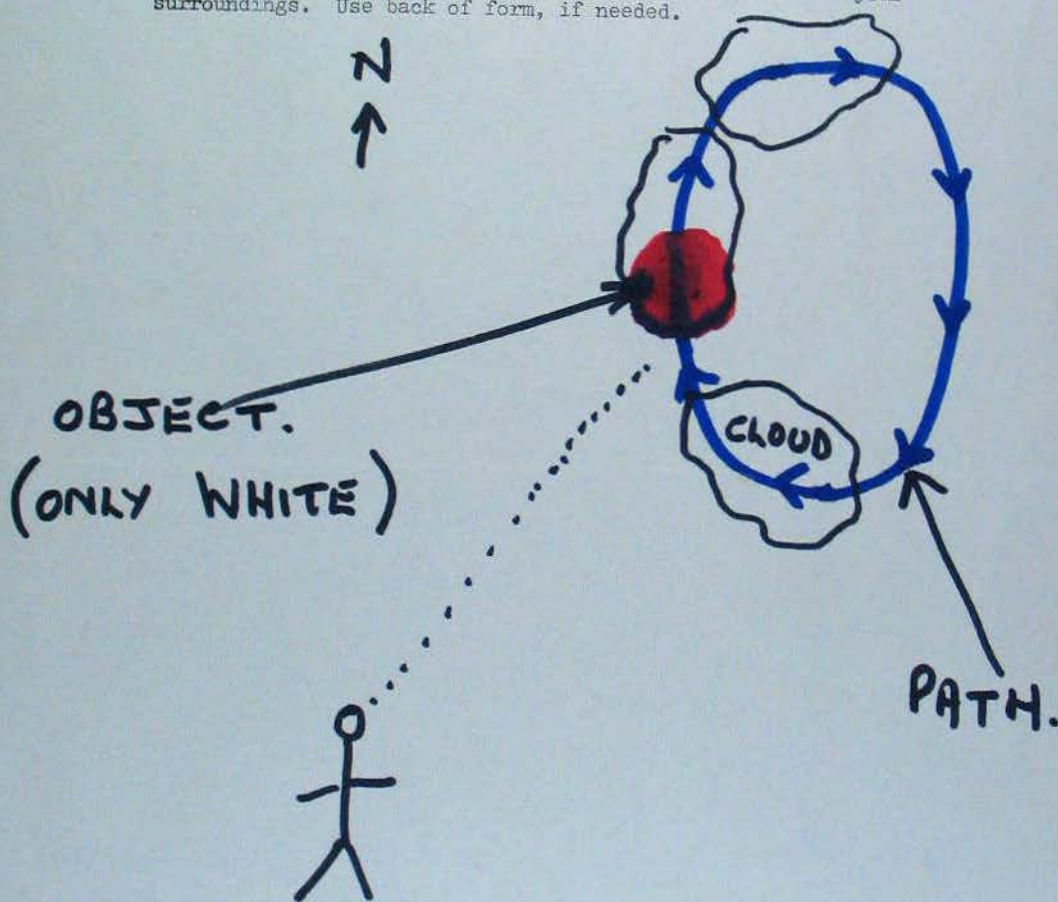 surroundings. Use back of form, if needed.
N
CLOUD
OBJECT.
(ONLY WHITE)
PATH.